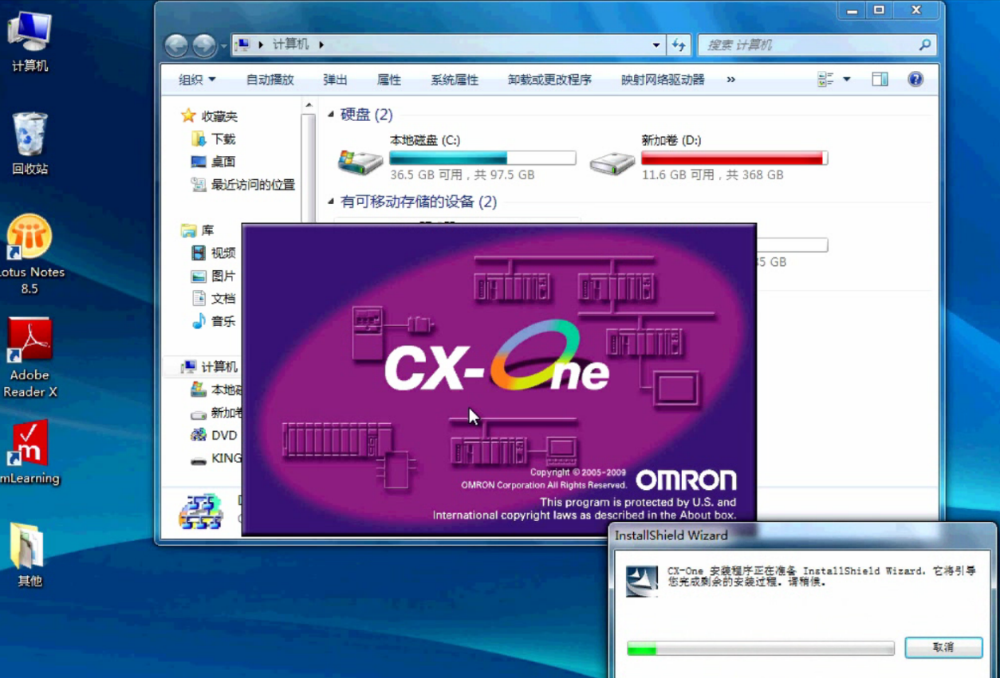 计算机
回收站
Lotus Notes
8.5
Adobe
Reader X
mLearning
其他
计算机
搜索 计算机
组织
自动播放
弹出
属性
系统属性
卸载或更改程序
映射网络驱动器
»
收藏夹
下载
桌面
最近访问的位置
库
视频
图片
文档
音乐
计算机
本地磁
新加卷
DVD
KING
硬盘 (2)
本地磁盘 (C:)
36.5 GB 可用，共 97.5 GB
新加卷 (D:)
11.6 GB 可用，共 368 GB
有可移动存储的设备 (2)
5 GB
CX-One
Copyright © 2005-2009
OMRON Corporation All Rights Reserved.
OMRON
This program is protected by U.S. and
International copyright laws as described in the About box.
InstallShield Wizard
CX-One 安装程序正在准备 InstallShield Wizard，它将引导
您完成剩余的安装过程。请稍候。
取消